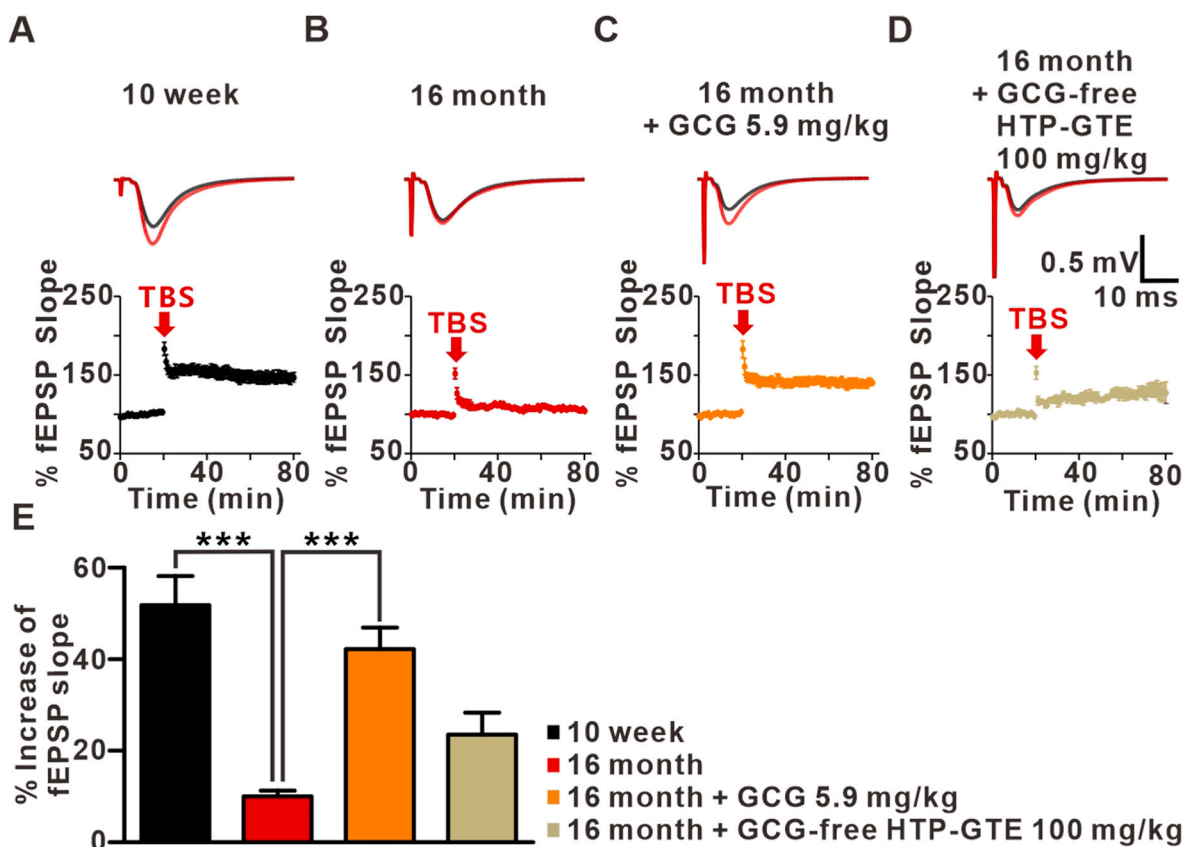 A
10 week
B
16 month
C
16 month
+ GCG 5.9 mg/kg
D
16 month
+ GCG-free
HTP-GTE
100 mg/kg
0.5 mV
10 ms
% fEPSP Slope
250
150
50
TBS
0 40 80
Time (min)
% fEPSP Slope
250
150
50
TBS
0 40 80
Time (min)
% fEPSP Slope
250
150
50
TBS
0 40 80
Time (min)
% fEPSP Slope
250
150
50
TBS
0 40 80
Time (min)
E
% Increase of
fEPSP slope
60
40
20
0
*** ***
10 week
16 month
16 month + GCG 5.9 mg/kg
16 month + GCG-free HTP-GTE 100 mg/kg